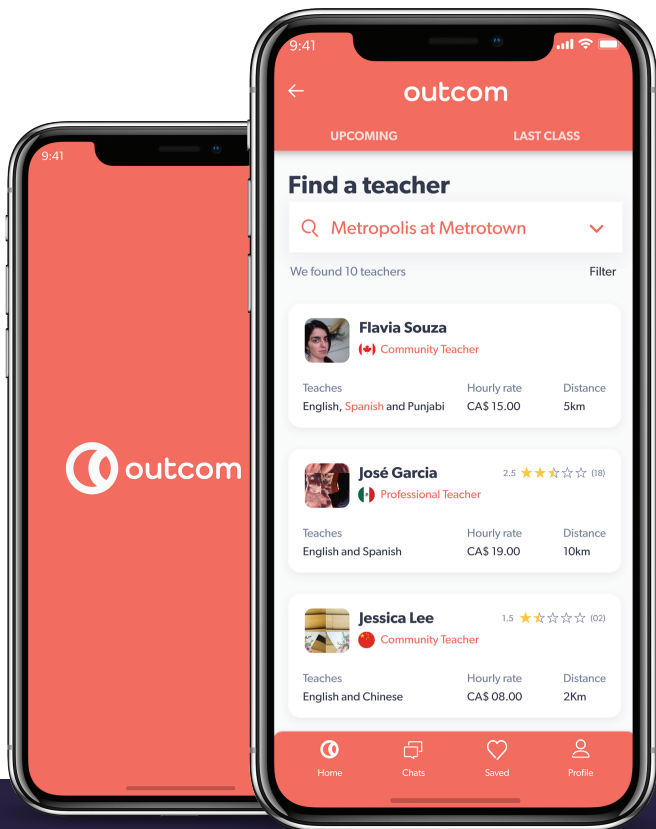 9:41
outcom
9:41
outcom
UPCOMING
LAST CLASS
Find a teacher
Metropolis at Metrotown
We found 10 teachers
Filter
Flavia Souza
Community Teacher
Teaches
Hourly rate
Distance
English, Spanish and Punjabi
CA$ 15.00
5km
José Garcia
2.5
(18)
Professional Teacher
Teaches
Hourly rate
Distance
English and Spanish
CA$ 19.00
10km
Jessica Lee
1.5
(02)
Community Teacher
Teaches
Hourly rate
Distance
English and Chinese
CA$ 08.00
2Km
Home
Chats
Saved
Profile